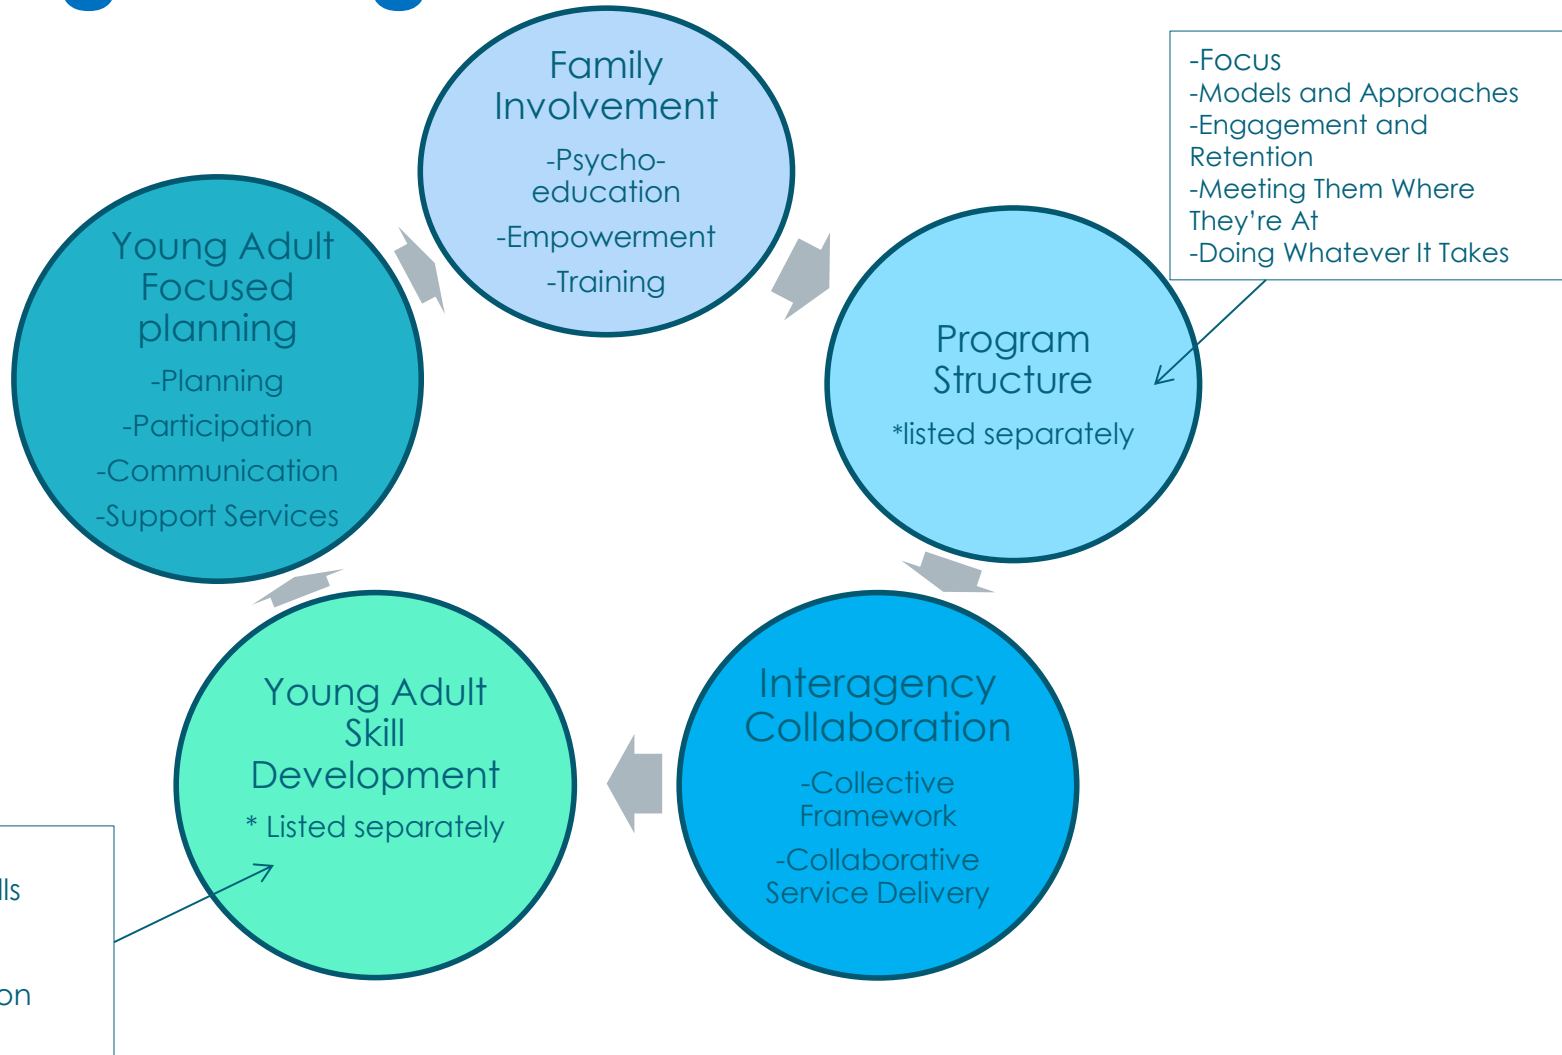 Family
Involvement
-Psycho-
education
-Empowerment
-Training
-Focus
-Models and Approaches
-Engagement and
Retention
-Meeting Them Where
They're At
-Doing Whatever It Takes
Program
Structure
*listed separately
Interagency
Collaboration
-Collective
Framework
-Collaborative
Service Delivery
Young Adult
Skill
Development
* Listed separately
Young Adult
Focused
planning
-Planning
-Participation
-Communication
-Support Services